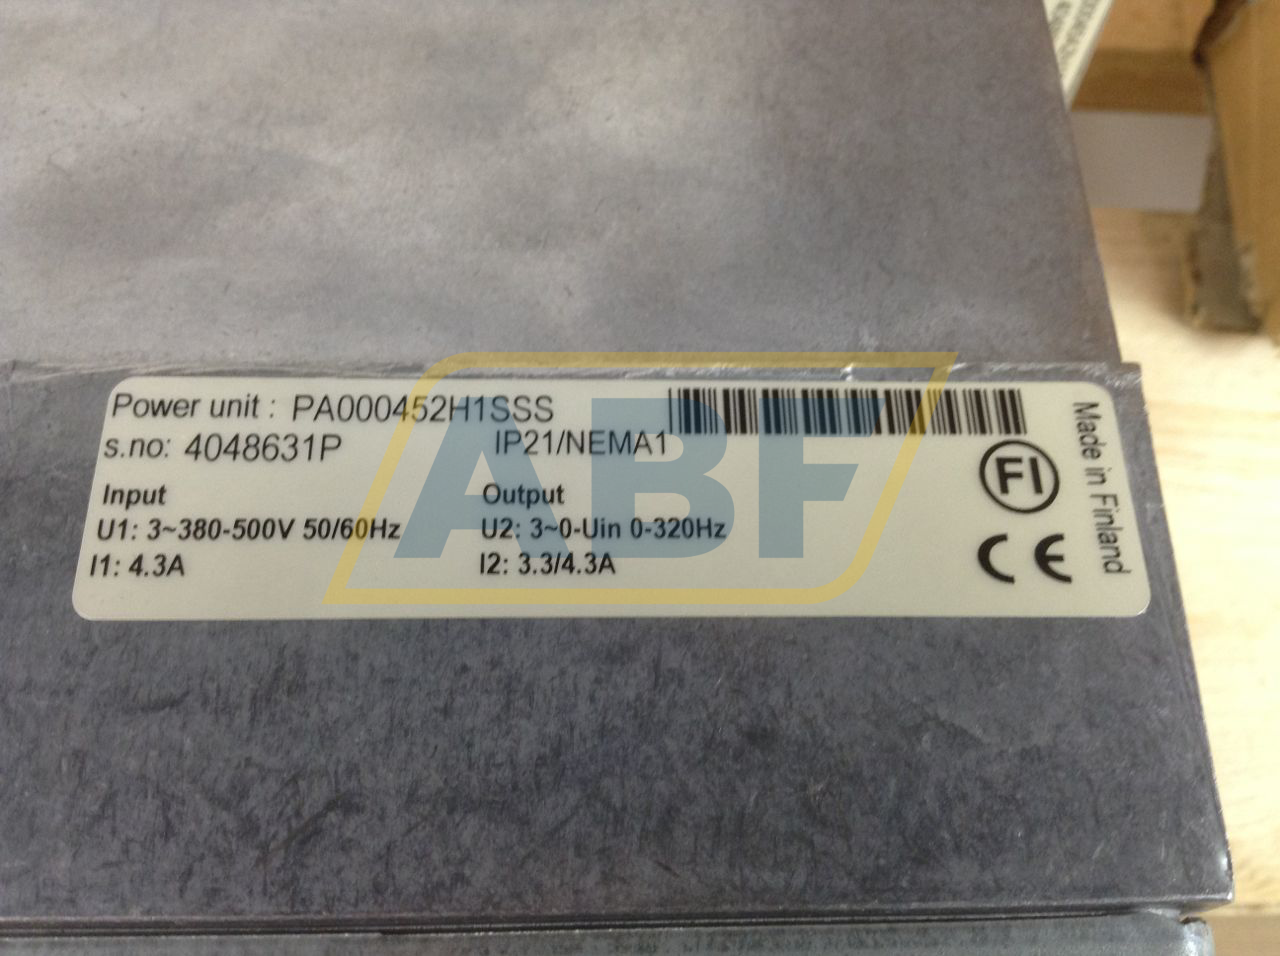 Power unit : PA000452H1SSS
s.no: 4048631P IP21/NEMA1
Input Output
U1: 3~380-500V 50/60Hz U2: 3~0-Uin 0-320Hz
I1: 4.3A I2: 3.3/4.3A
FI
CE
Made in Finland
ABF